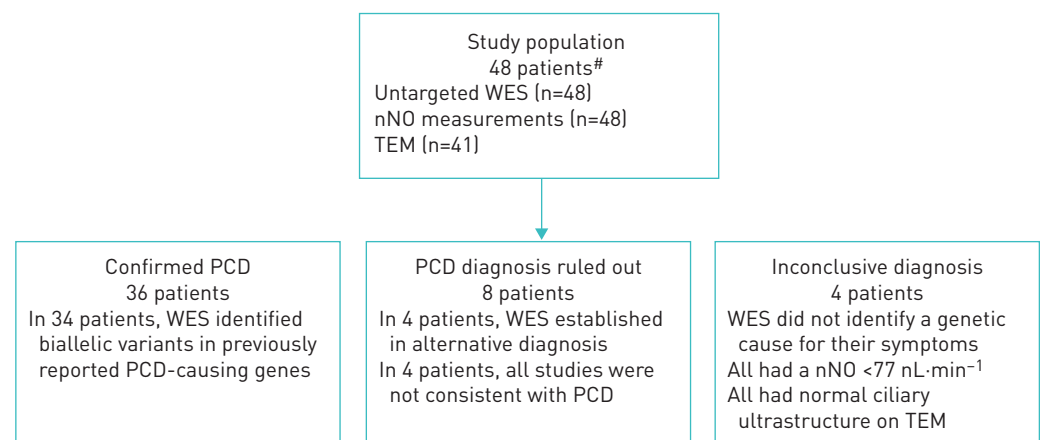 Study population
48 patients#
Untargeted WES (n=48)
nNO measurements (n=48)
TEM (n=41)
Confirmed PCD
36 patients
In 34 patients, WES identified
biallelic variants in previously
reported PCD-causing genes
PCD diagnosis ruled out
8 patients
In 4 patients, WES established
in alternative diagnosis
In 4 patients, all studies were
not consistent with PCD
Inconclusive diagnosis
4 patients
WES did not identify a genetic
cause for their symptoms
All had a nNO <77 nL·min⁻¹
All had normal ciliary
ultrastructure on TEM